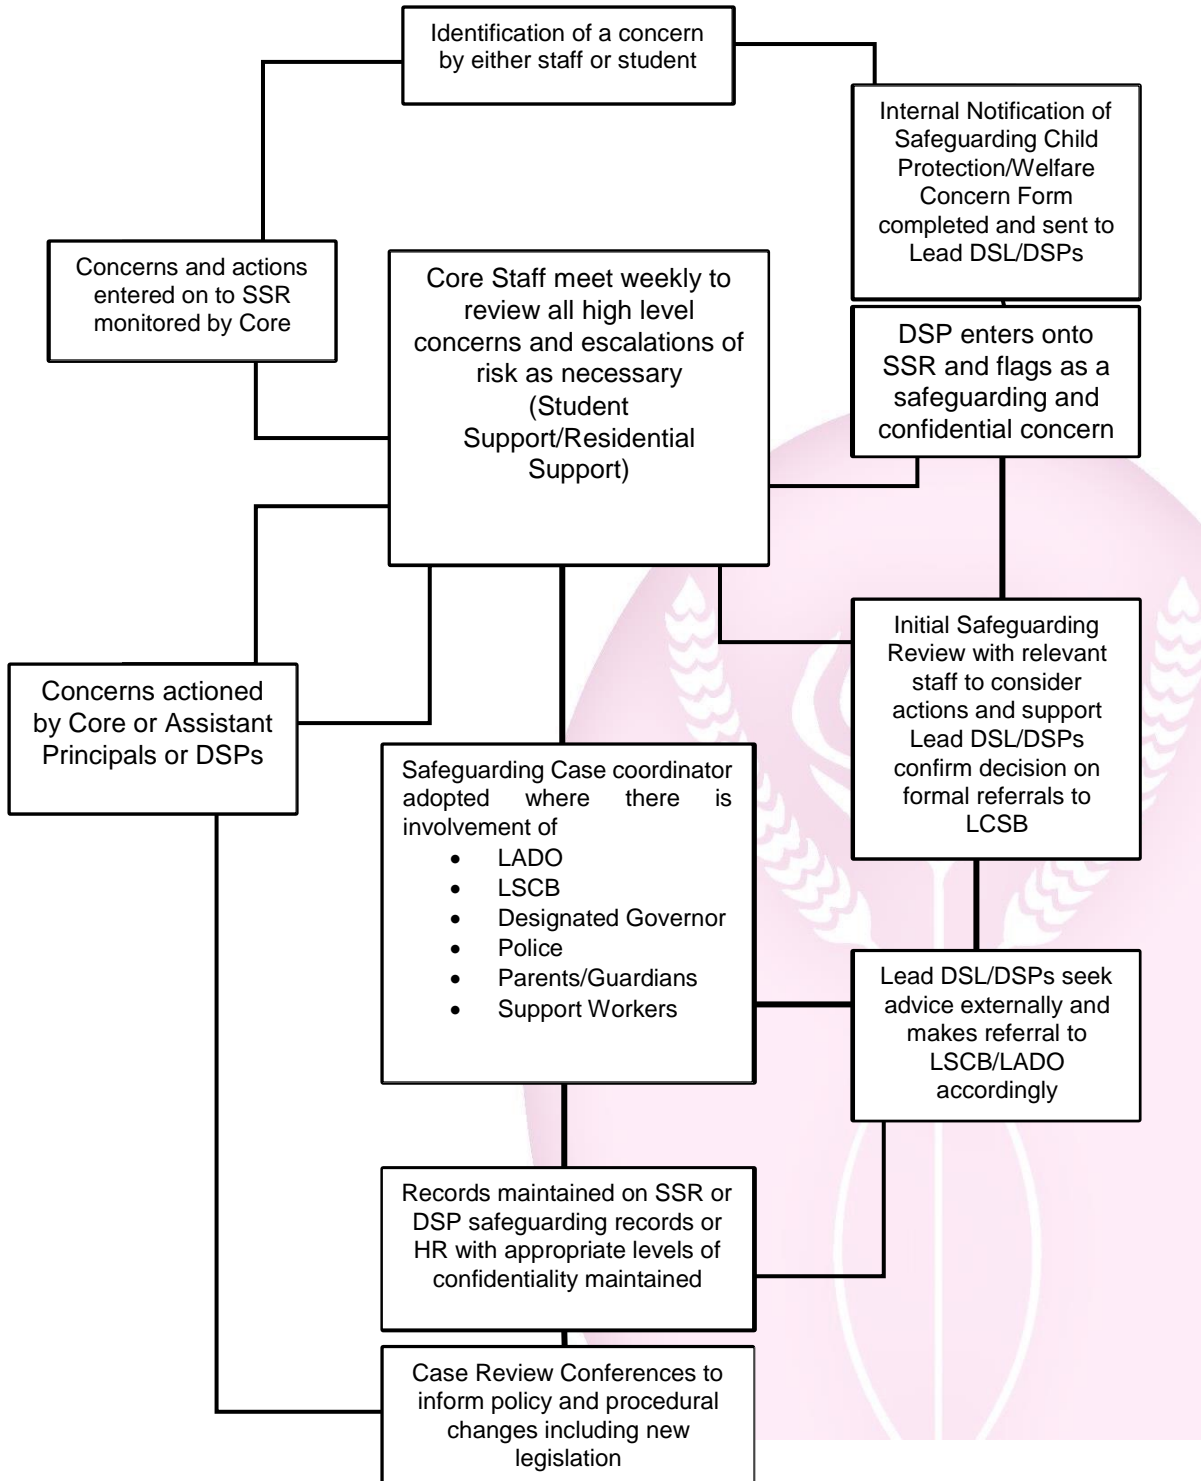 Identification of a concern
by either staff or student
Internal Notification of
Safeguarding Child
Protection/Welfare
Concern Form
completed and sent to
Lead DSL/DSPs
Concerns and actions
entered on to SSR
monitored by Core
Core Staff meet weekly to
review all high level
concerns and escalations of
risk as necessary
(Student
Support/Residential
Support)
DSP enters onto
SSR and flags as a
safeguarding and
confidential concern
Initial Safeguarding
Review with relevant
staff to consider
actions and support
Lead DSL/DSPs
confirm decision on
formal referrals to
LCSB
Concerns actioned
by Core or Assistant
Principals or DSPs
Safeguarding Case coordinator
adopted where there is
involvement of
• LADO
• LSCB
• Designated Governor
• Police
• Parents/Guardians
• Support Workers
Lead DSL/DSPs seek
advice externally and
makes referral to
LSCB/LADO
accordingly
Records maintained on SSR or
DSP safeguarding records or
HR with appropriate levels of
confidentiality maintained
Case Review Conferences to
inform policy and procedural
changes including new
legislation